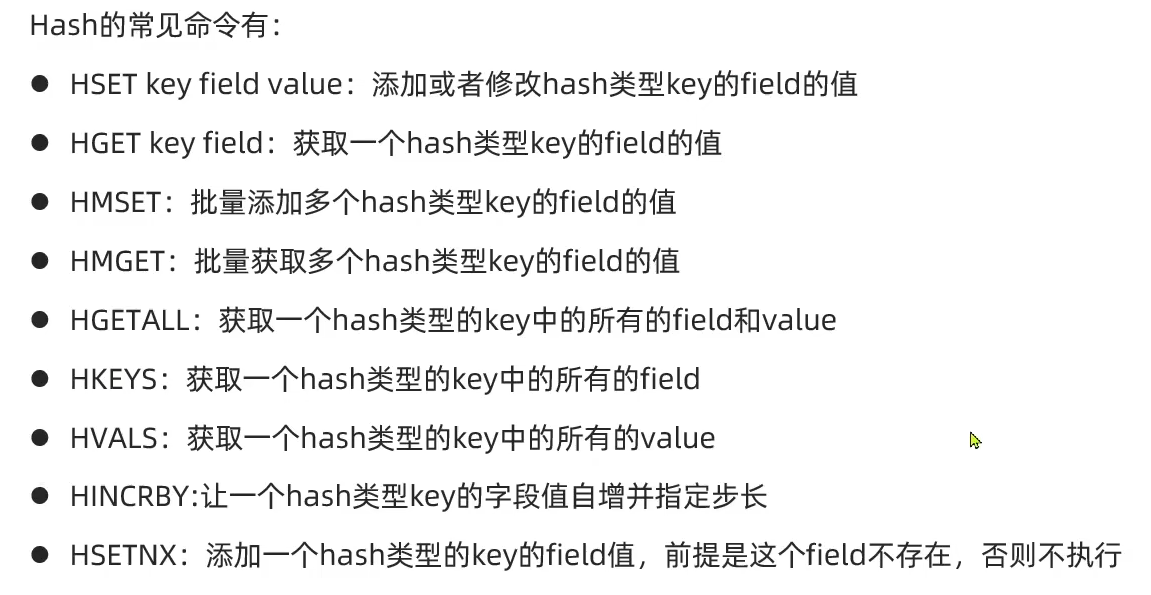 Hash的常见命令有：
● HSET key field value：添加或者修改hash类型key的field的值
● HGET key field：获取一个hash类型key的field的值
● HMSET：批量添加多个hash类型key的field的值
● HMGET：批量获取多个hash类型key的field的值
● HGETALL：获取一个hash类型的key中的所有的field和value
● HKEYS：获取一个hash类型的key中的所有的field
● HVALS：获取一个hash类型的key中的所有的value
● HINCRBY:让一个hash类型key的字段值自增并指定步长
● HSETNX：添加一个hash类型的key的field值，前提是这个field不存在，否则不执行